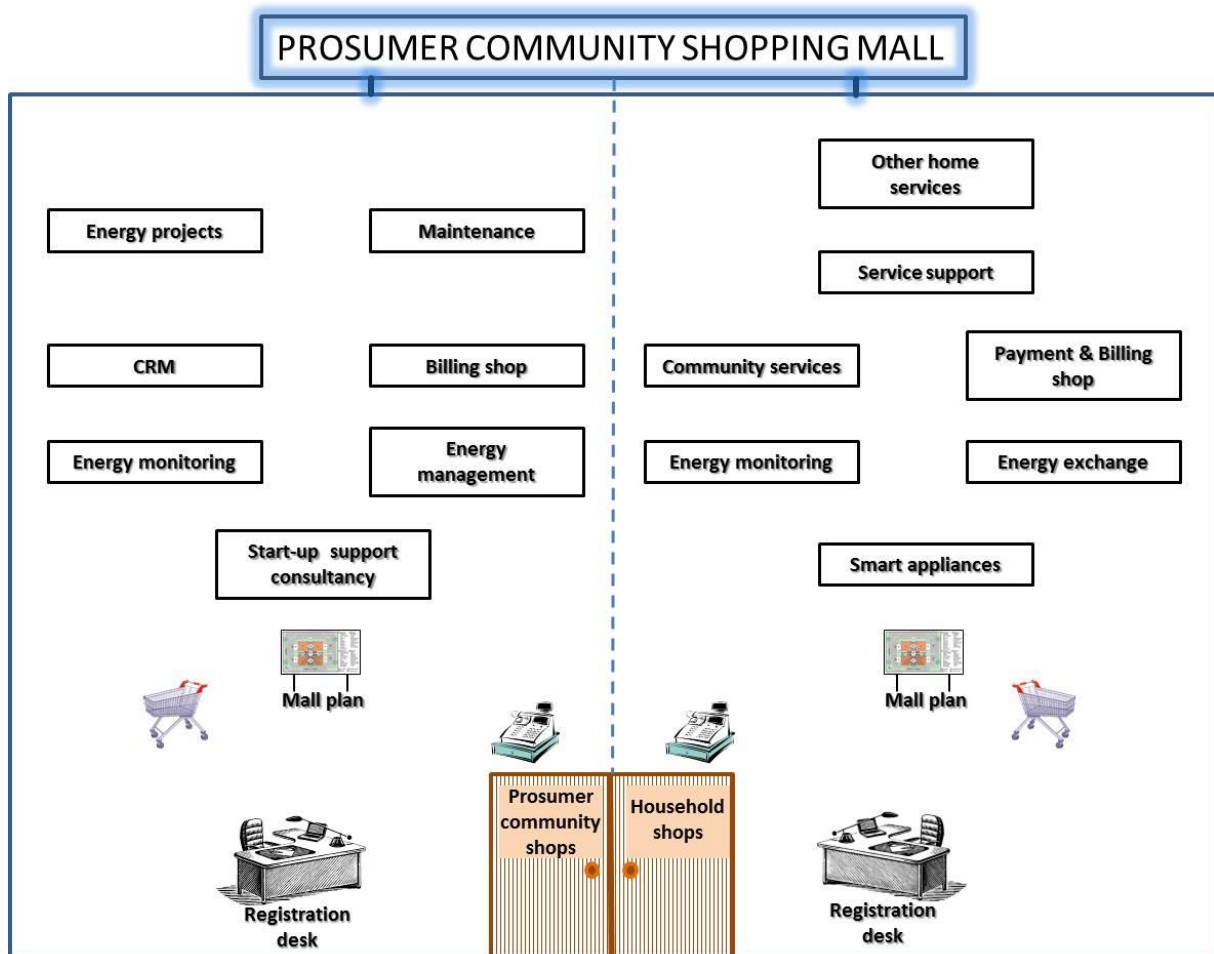 PROSUMER COMMUNITY SHOPPING MALL
Energy projects
Maintenance
CRM
Billing shop
Energy monitoring
Energy
management
Start-up support
consultancy
Mall plan
Prosumer
community
shops
Registration
desk
Other home
services
Service support
Community services
Payment & Billing
shop
Energy monitoring
Energy exchange
Smart appliances
Mall plan
Household
shops
Registration
desk